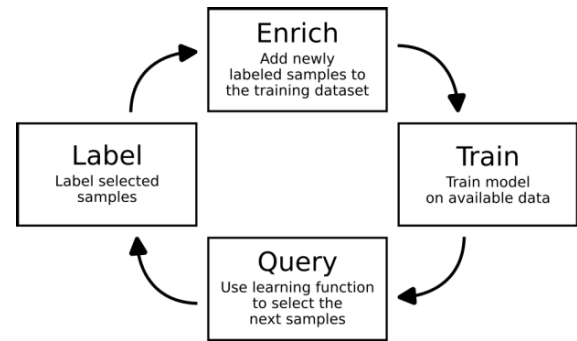 Enrich
Add newly
labeled samples to
the training dataset
Label
Label selected
samples
Train
Train model
on available data
Query
Use learning function
to select the
next samples